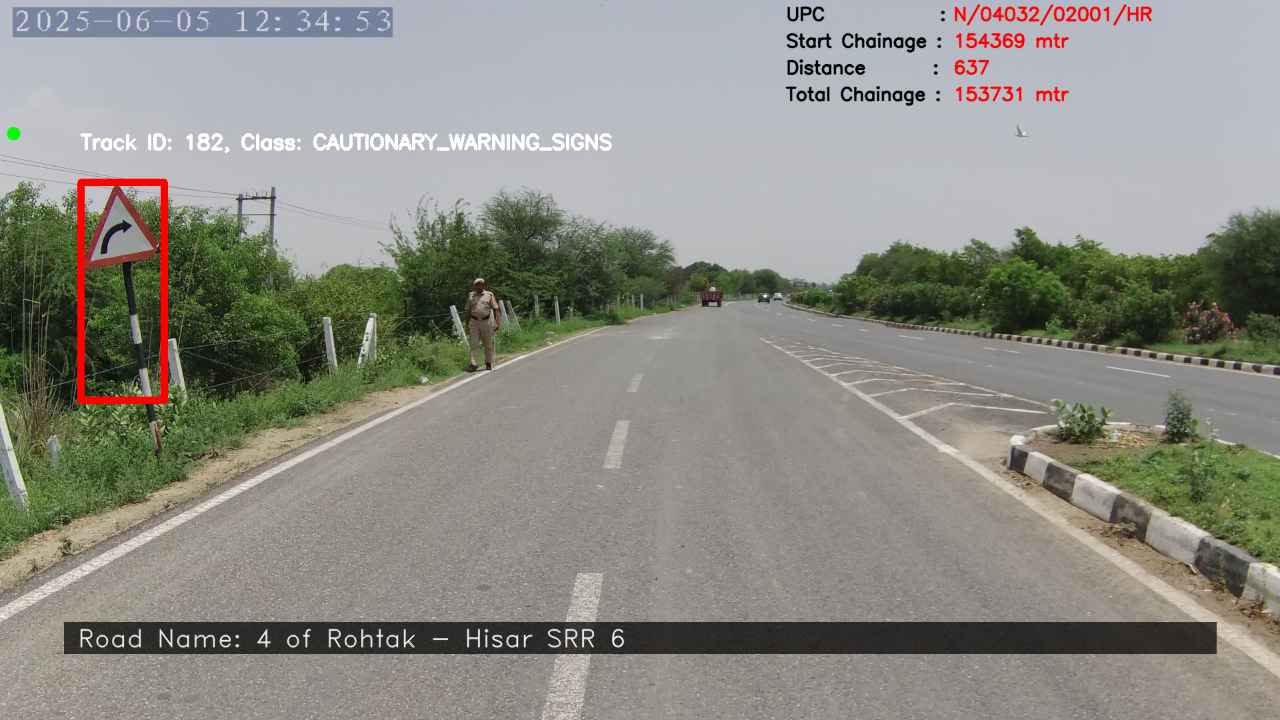 2025-06-05 12:34:53
UPC : N/04032/02001/HR
Start Chainage : 154369 mtr
Distance : 637
Total Chainage : 153731 mtr
Track ID: 182, Class: CAUTIONARY_WARNING_SIGNS
Road Name: 4 of Rohtak - Hisar SRR 6